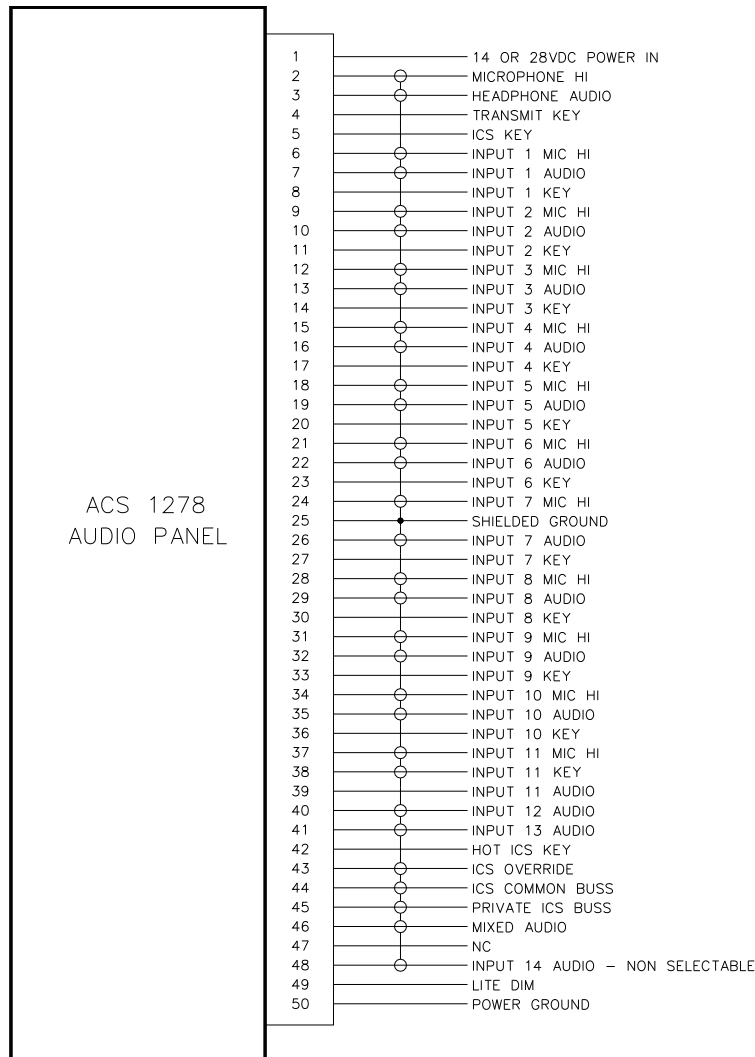 ACS 1278
AUDIO PANEL
1 14 OR 28VDC POWER IN
2 MICROPHONE HI
3 HEADPHONE AUDIO
4 TRANSMIT KEY
5 ICS KEY
6 INPUT 1 MIC HI
7 INPUT 1 AUDIO
8 INPUT 1 KEY
9 INPUT 2 MIC HI
10 INPUT 2 AUDIO
11 INPUT 2 KEY
12 INPUT 3 MIC HI
13 INPUT 3 AUDIO
14 INPUT 3 KEY
15 INPUT 4 MIC HI
16 INPUT 4 AUDIO
17 INPUT 4 KEY
18 INPUT 5 MIC HI
19 INPUT 5 AUDIO
20 INPUT 5 KEY
21 INPUT 6 MIC HI
22 INPUT 6 AUDIO
23 INPUT 6 KEY
24 INPUT 7 MIC HI
25 SHIELDED GROUND
26 INPUT 7 AUDIO
27 INPUT 7 KEY
28 INPUT 8 MIC HI
29 INPUT 8 AUDIO
30 INPUT 8 KEY
31 INPUT 9 MIC HI
32 INPUT 9 AUDIO
33 INPUT 9 KEY
34 INPUT 10 MIC HI
35 INPUT 10 AUDIO
36 INPUT 10 KEY
37 INPUT 11 MIC HI
38 INPUT 11 KEY
39 INPUT 11 AUDIO
40 INPUT 12 AUDIO
41 INPUT 13 AUDIO
42 HOT ICS KEY
43 ICS OVERRIDE
44 ICS COMMON BUSS
45 PRIVATE ICS BUSS
46 MIXED AUDIO
47 NC
48 INPUT 14 AUDIO – NON SELECTABLE
49 LITE DIM
50 POWER GROUND